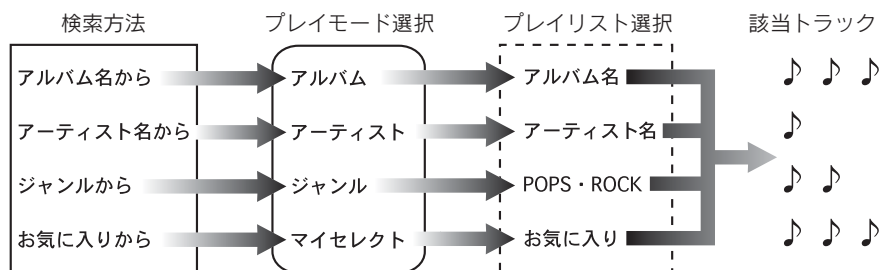 検索方法 プレイモード選択 プレイリスト選択 該当トラック
アルバム名から アルバム アルバム名
アーティスト名から アーティスト アーティスト名
ジャンルから ジャンル POPS・ROCK
お気に入りから マイセレクト お気に入り